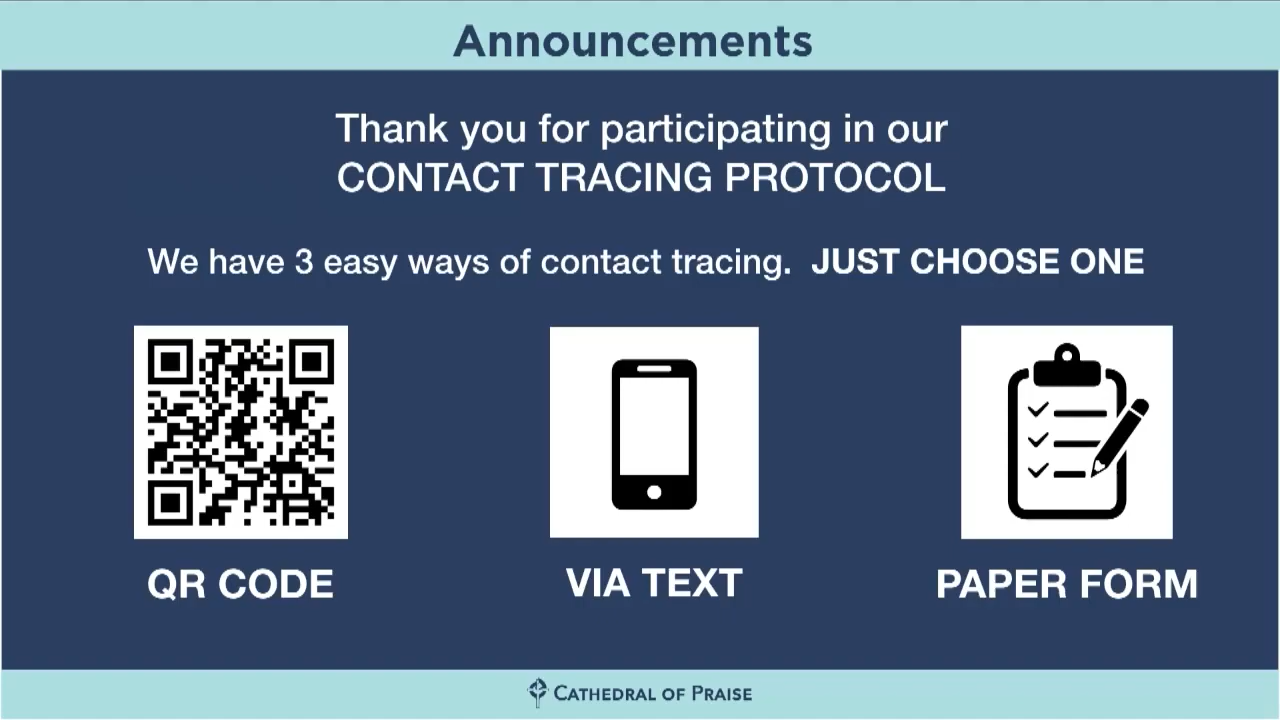 Announcements
Thank you for participating in our
CONTACT TRACING PROTOCOL
We have 3 easy ways of contact tracing. JUST CHOOSE ONE
QR CODE
VIA TEXT
PAPER FORM
CATHEDRAL OF PRAISE